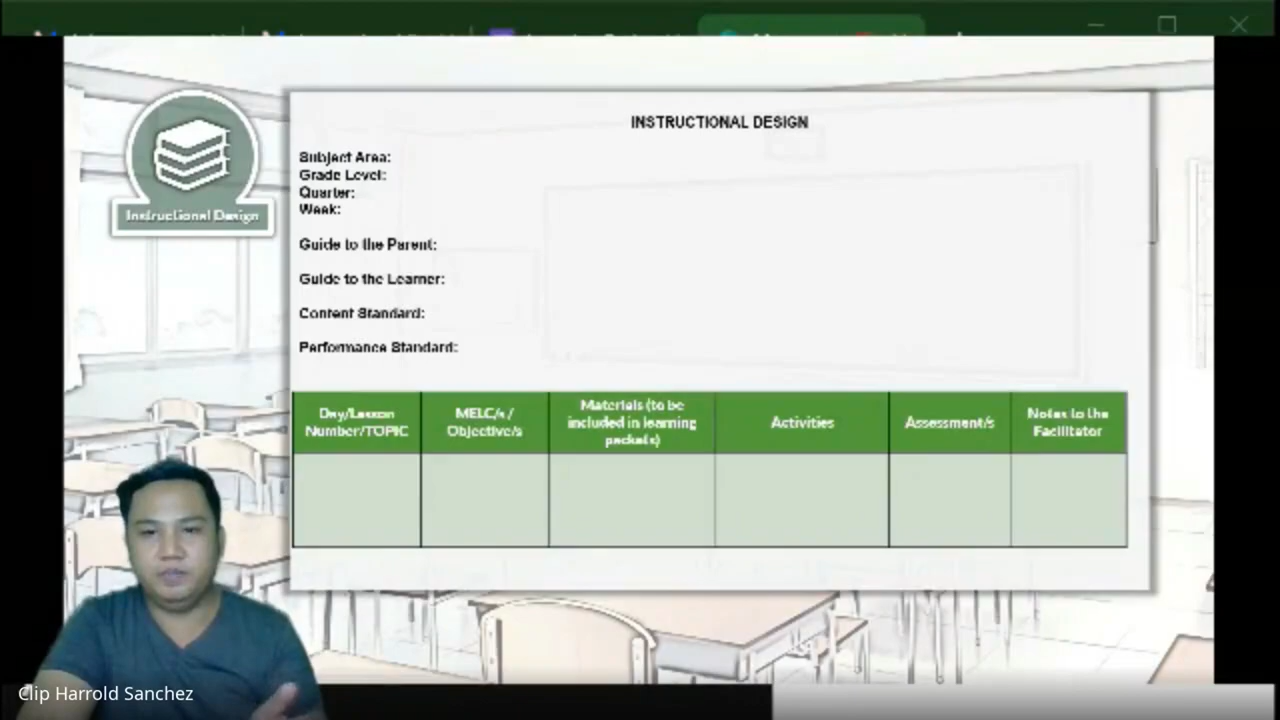 INSTRUCTIONAL DESIGN
Subject Area:
Grade Level:
Quarter:
Week:
Guide to the Parent:
Guide to the Learner:
Content Standard:
Performance Standard:
Instructional Design
Day/Lesson
Number/TOPIC
MELC/s /
Objective/s
Materials (to be
included in learning
packets)
Activities
Assessment/s
Notes to the
Facilitator
Clip Harrold Sanchez